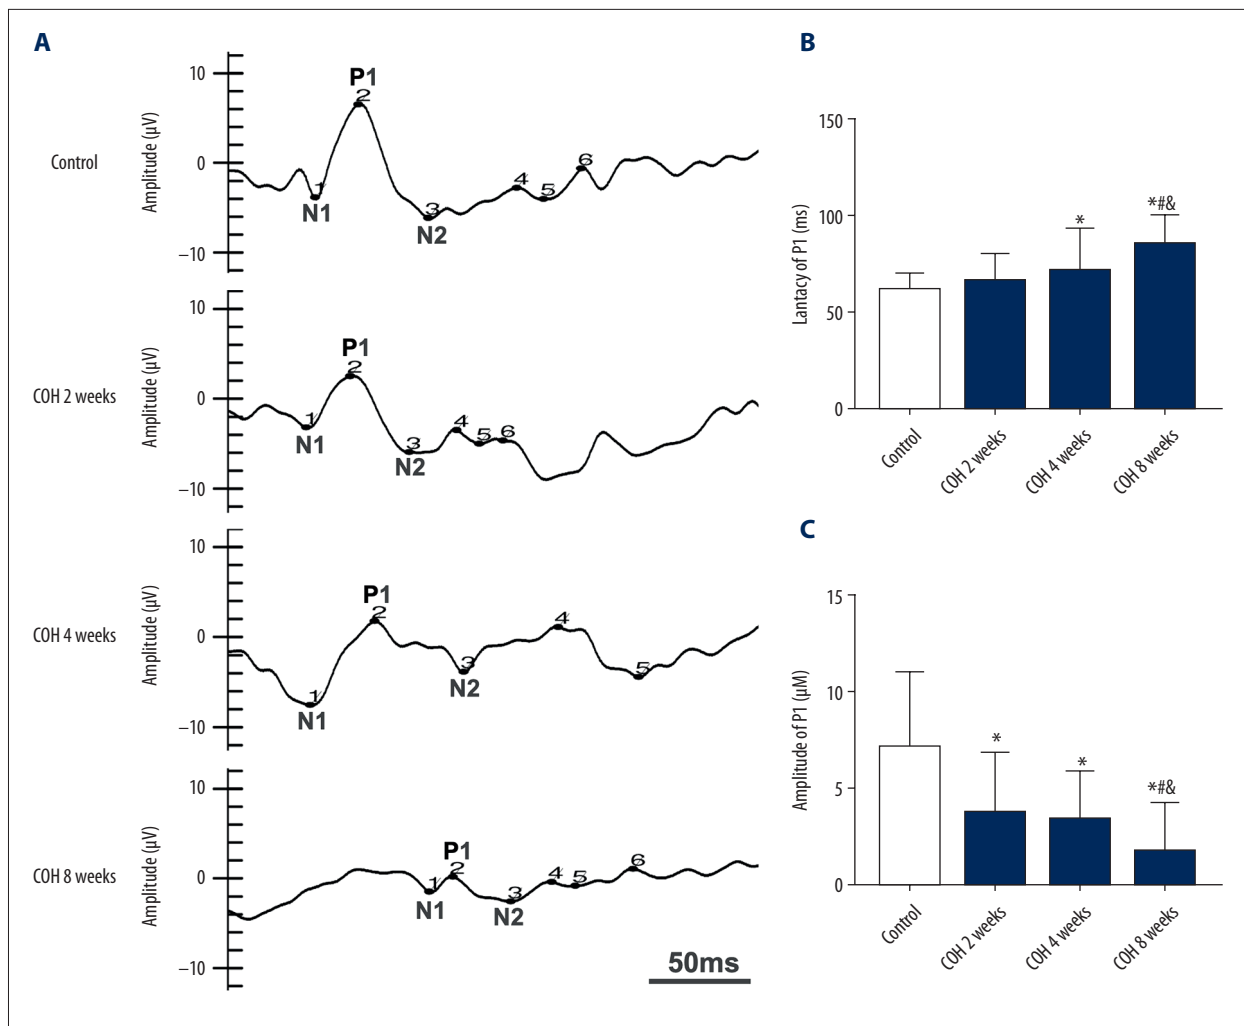 A
Control
Amplitude (μV)
10
0
−10
P1
2
1
N1
3
N2
4
5
6
COH 2 weeks
Amplitude (μV)
10
0
−10
P1
2
1
N1
3
N2
4
5
6
COH 4 weeks
Amplitude (μV)
10
0
−10
P1
2
1
N1
3
N2
4
5
COH 8 weeks
Amplitude (μV)
10
0
−10
P1
2
1
N1
3
N2
4
5
6
50ms
B
Lantacy of P1 (ms)
150
100
50
0
*
*#&
Control
COH 2 weeks
COH 4 weeks
COH 8 weeks
C
Amplitude of P1 (μM)
15
10
5
0
*
*
*#&
Control
COH 2 weeks
COH 4 weeks
COH 8 weeks